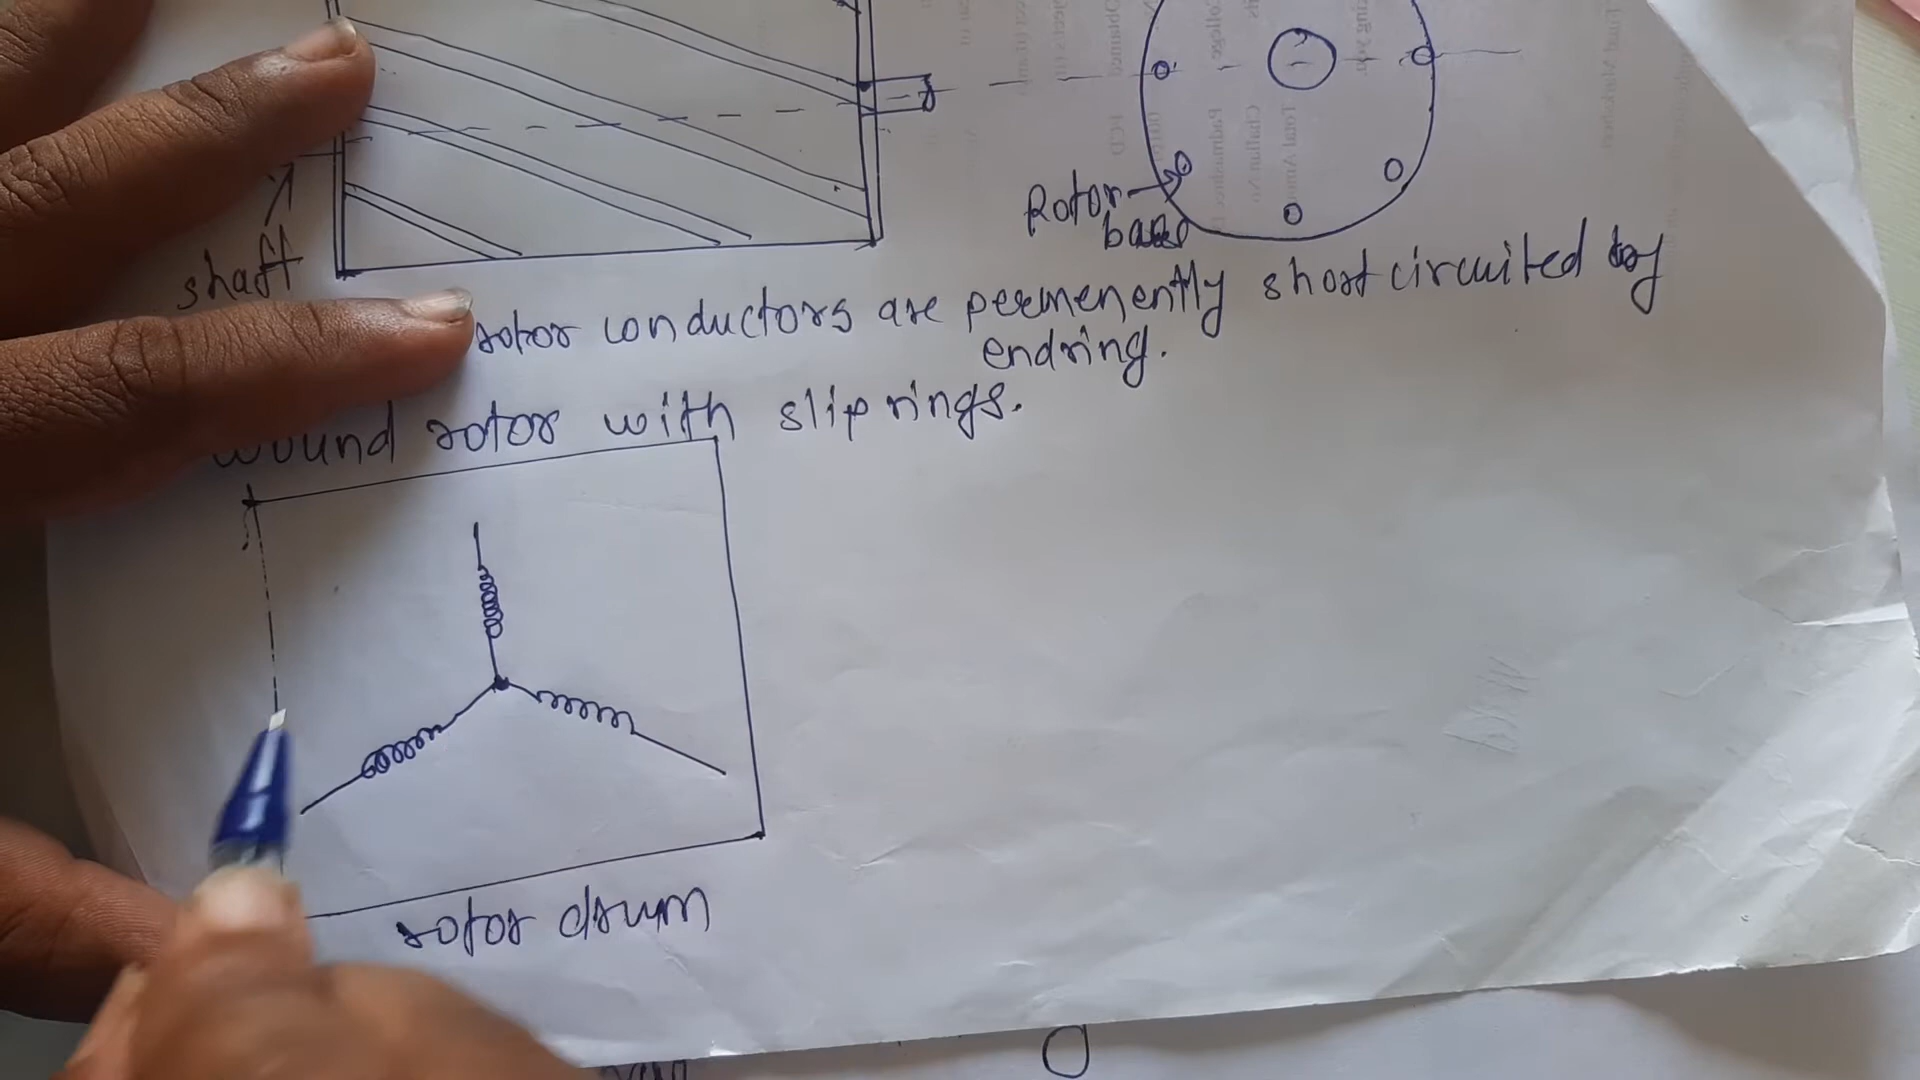 Rotor
bars
shaft
rotor conductors are permenently short circuited by
endring.
wound rotor with slip rings.
rotor drum